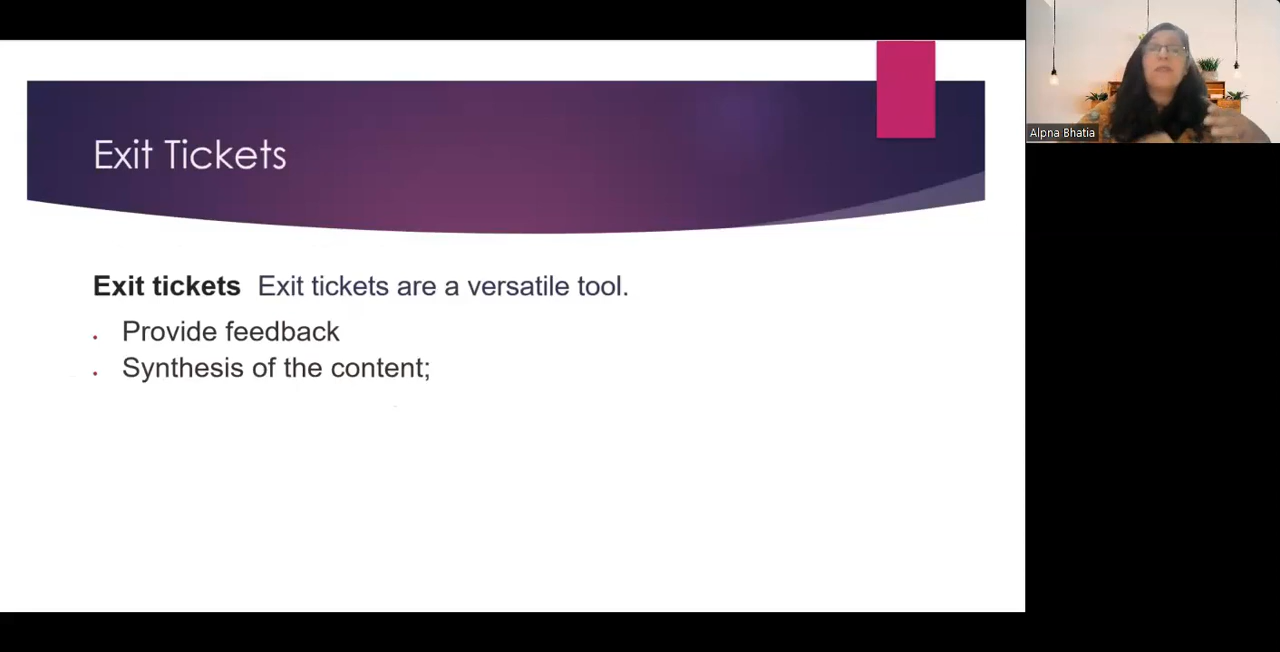 Exit Tickets
Exit tickets Exit tickets are a versatile tool.
• Provide feedback
• Synthesis of the content;
Alpna Bhatia